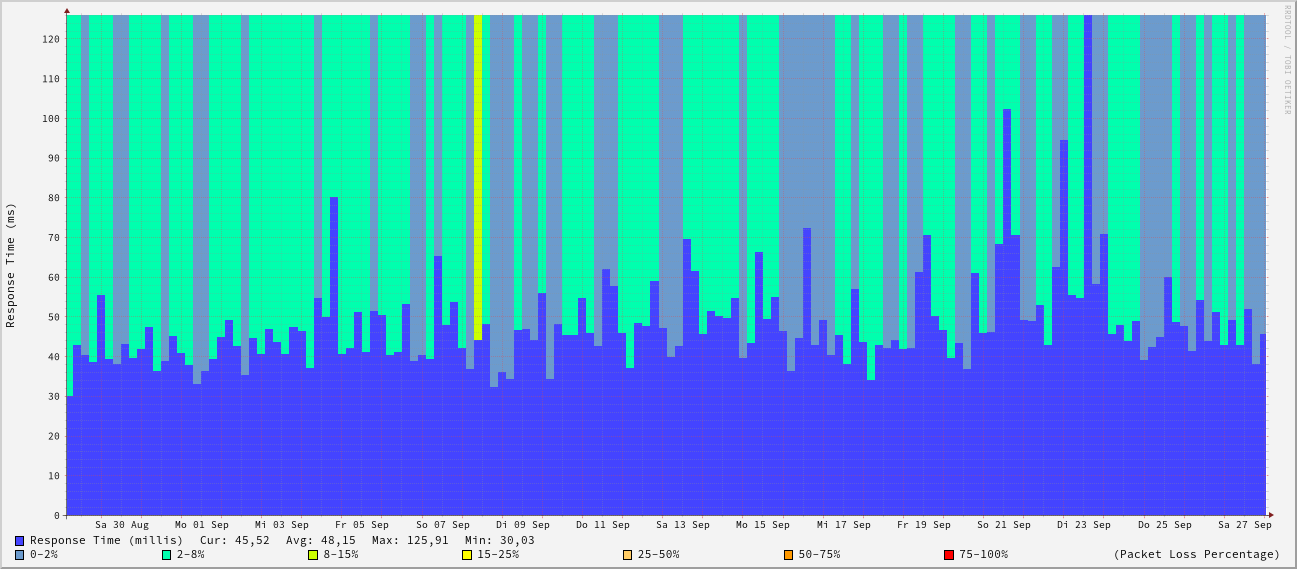 RRDTOOL / TOBI OETIKER
Response Time (ms)
120
110
100
90
80
70
60
50
40
30
20
10
0
Sa 30 Aug Mo 01 Sep Mi 03 Sep Fr 05 Sep So 07 Sep Di 09 Sep Do 11 Sep Sa 13 Sep Mo 15 Sep Mi 17 Sep Fr 19 Sep So 21 Sep Di 23 Sep Do 25 Sep Sa 27 Sep
Response Time (millis) Cur: 45,52 Avg: 48,15 Max: 125,91 Min: 30,03
0-2% 2-8% 8-15% 15-25% 25-50% 50-75% 75-100% (Packet Loss Percentage)